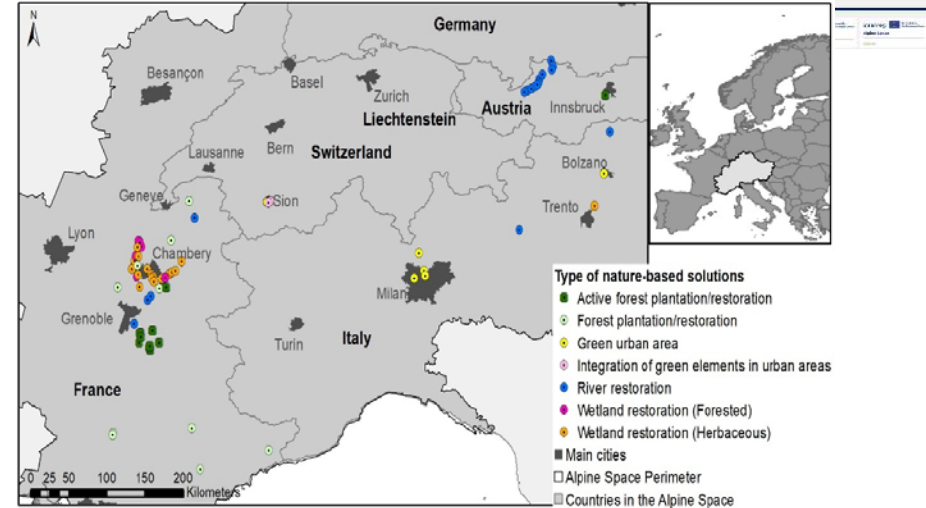 N
Germany
Besançon
Basel
Zurich
Liechtenstein
Austria
Innsbruck
Bern
Lausanne
Switzerland
Bolzano
Geneve
Sion
Trento
Lyon
Chambery
Milan
Grenoble
Turin
Italy
France
0 25 50 100 150 200
Kilometers
Type of nature-based solutions
Active forest plantation/restoration
Forest plantation/restoration
Green urban area
Integration of green elements in urban areas
River restoration
Wetland restoration (Forested)
Wetland restoration (Herbaceous)
Main cities
Alpine Space Perimeter
Countries in the Alpine Space
Interreg
Alpine Space